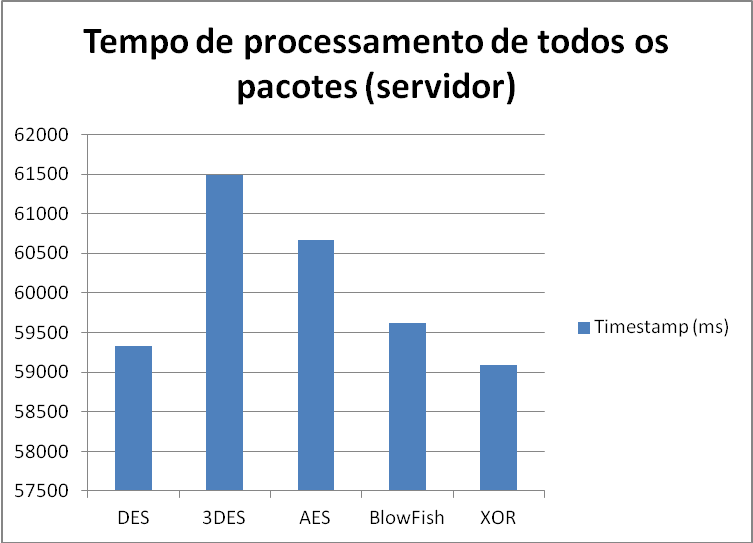 Tempo de processamento de todos os
pacotes (servidor)
62000
61500
61000
60500
60000
59500
59000
58500
58000
57500
DES
3DES
AES
BlowFish
XOR
Timestamp (ms)